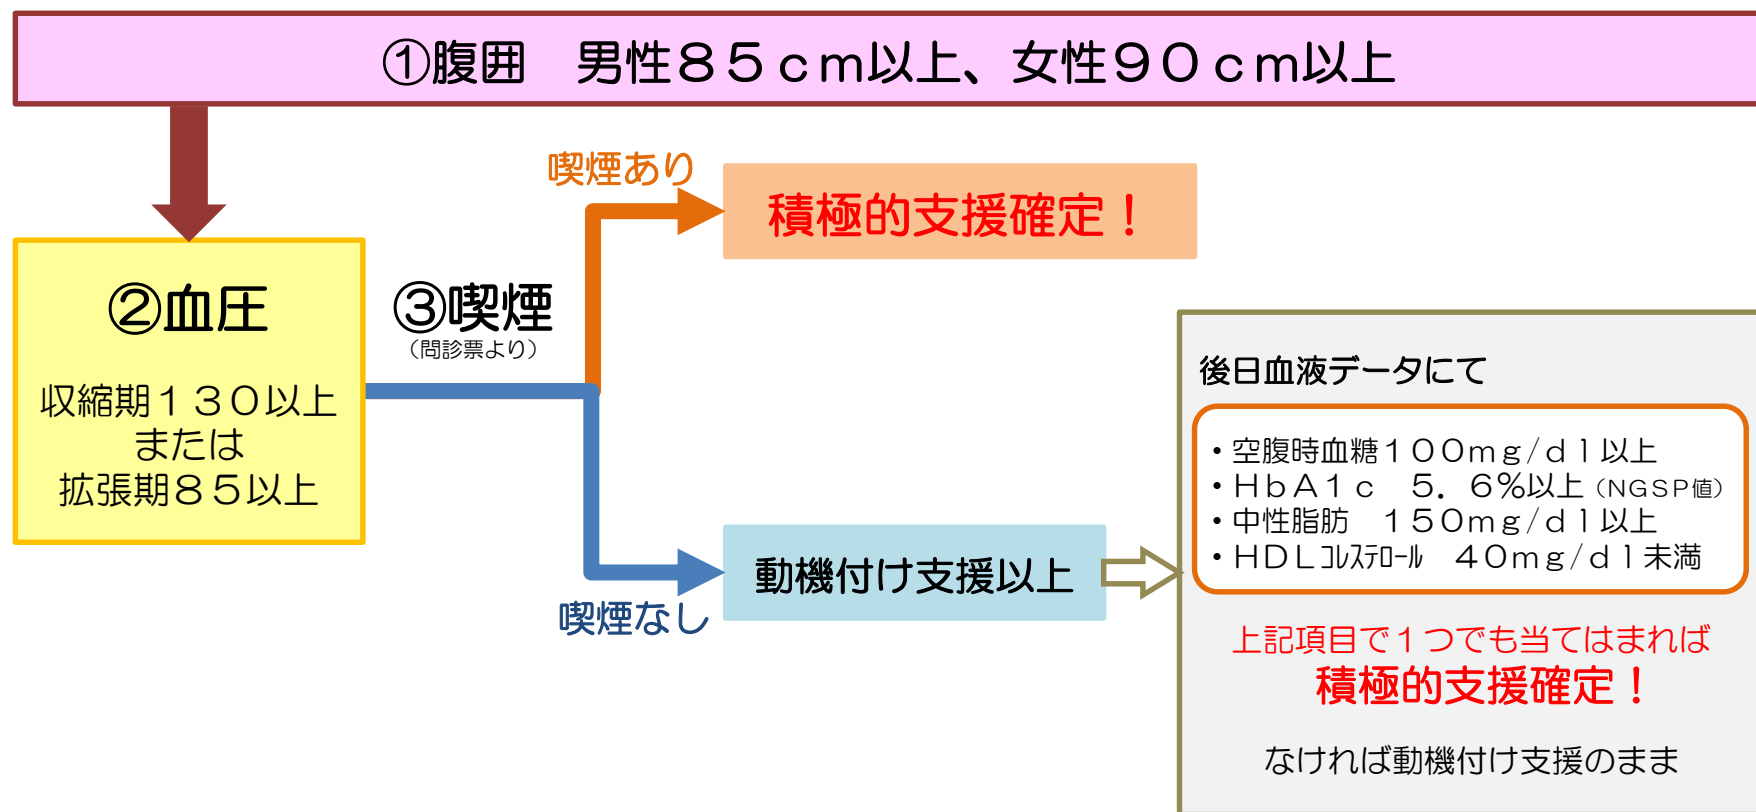 ①腹囲　男性８５ｃｍ以上、女性９０ｃｍ以上
喫煙あり
積極的支援確定！
②血圧
収縮期１３０以上
または
拡張期８５以上
③喫煙
（問診票より）
喫煙なし
動機付け支援以上
後日血液データにて
・空腹時血糖１００ｍｇ/ｄｌ以上
・ＨｂＡ１ｃ　５．６％以上（ＮＧＳＰ値）
・中性脂肪　１５０ｍｇ/ｄｌ以上
・ＨＤＬｺﾚｽﾃﾛｰﾙ　４０ｍｇ/ｄｌ未満
上記項目で１つでも当てはまれば
積極的支援確定！
なければ動機付け支援のまま